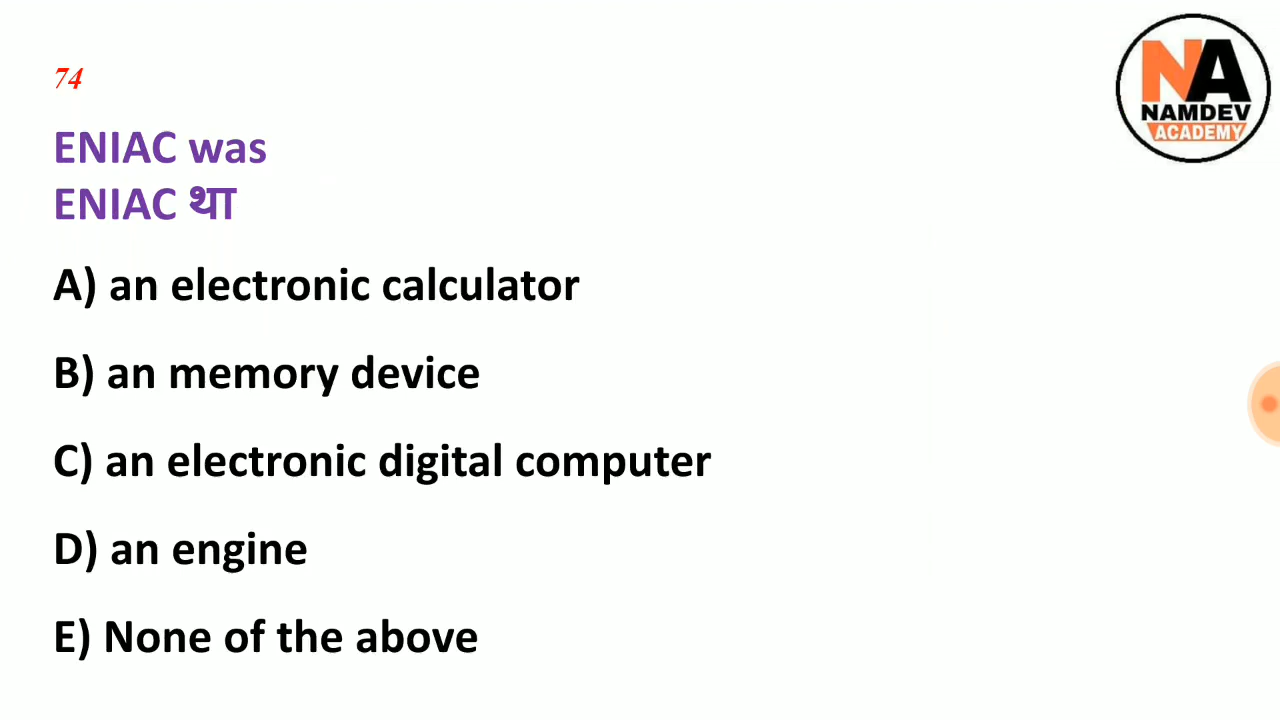 74
NA
NAMDEV
ACADEMY
ENIAC was
ENIAC था
A) an electronic calculator
B) an memory device
C) an electronic digital computer
D) an engine
E) None of the above